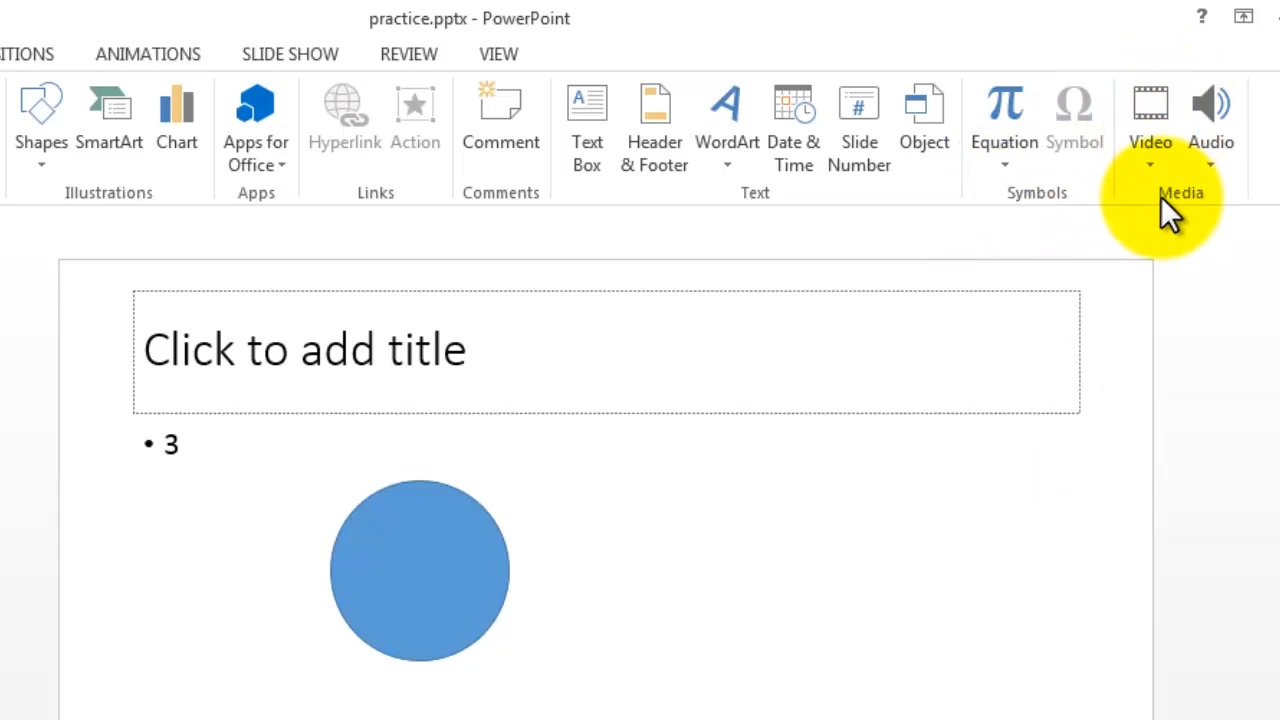 practice.pptx - PowerPoint
?
ITIONS ANIMATIONS SLIDE SHOW REVIEW VIEW
Shapes SmartArt Chart Apps for Office Hyperlink Action Comment Text Box Header & Footer WordArt Date & Time Slide Number Object Equation Symbol Video Audio
Illustrations Apps Links Comments Text Symbols Media
Click to add title
• 3